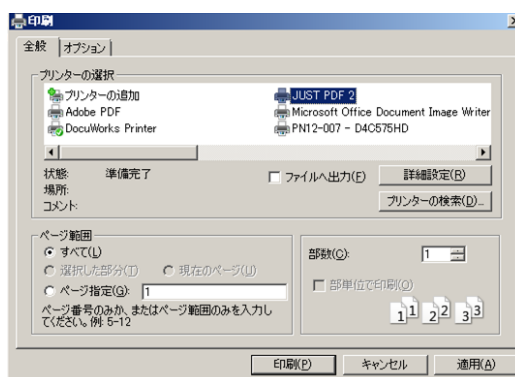 印刷
全般 オプション
プリンターの選択
プリンターの追加 JUST PDF 2
Adobe PDF Microsoft Office Document Image Writer
DocuWorks Printer PN12-007 - D4C575HD
状態: 準備完了 ファイルへ出力(F) 詳細設定(R)
場所:
コメント: プリンターの検索(D)...
ページ範囲
すべて(L) 部数(C): 1
選択した部分(T) 現在のページ(U)
ページ指定(G): 1 部単位で印刷(O)
ページ番号のみか、またはページ範囲のみを入力し
てください。例: 5-12
1 1 2 2 3 3
印刷(P) キャンセル 適用(A)